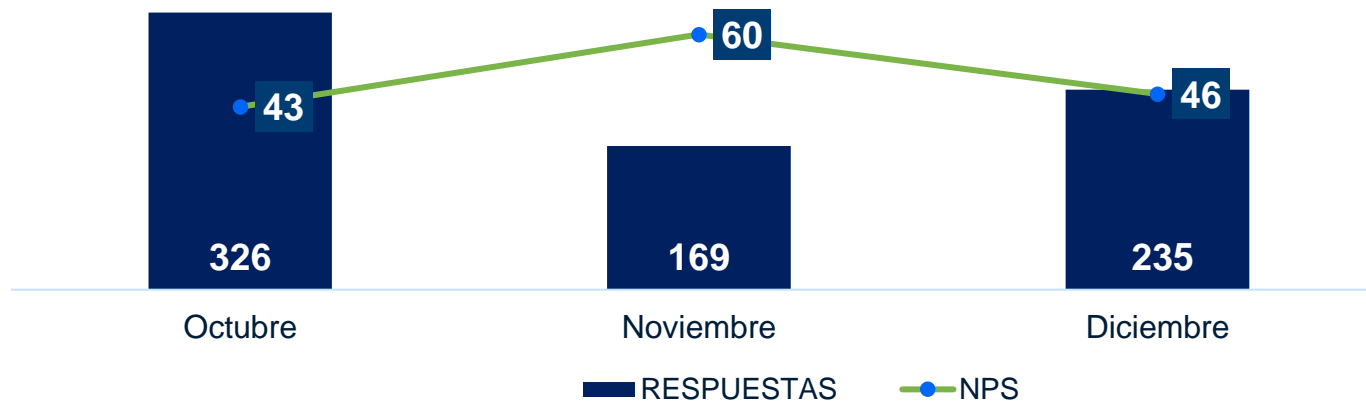 60
43
46
326
169
235
Octubre
Noviembre
Diciembre
RESPUESTAS
NPS